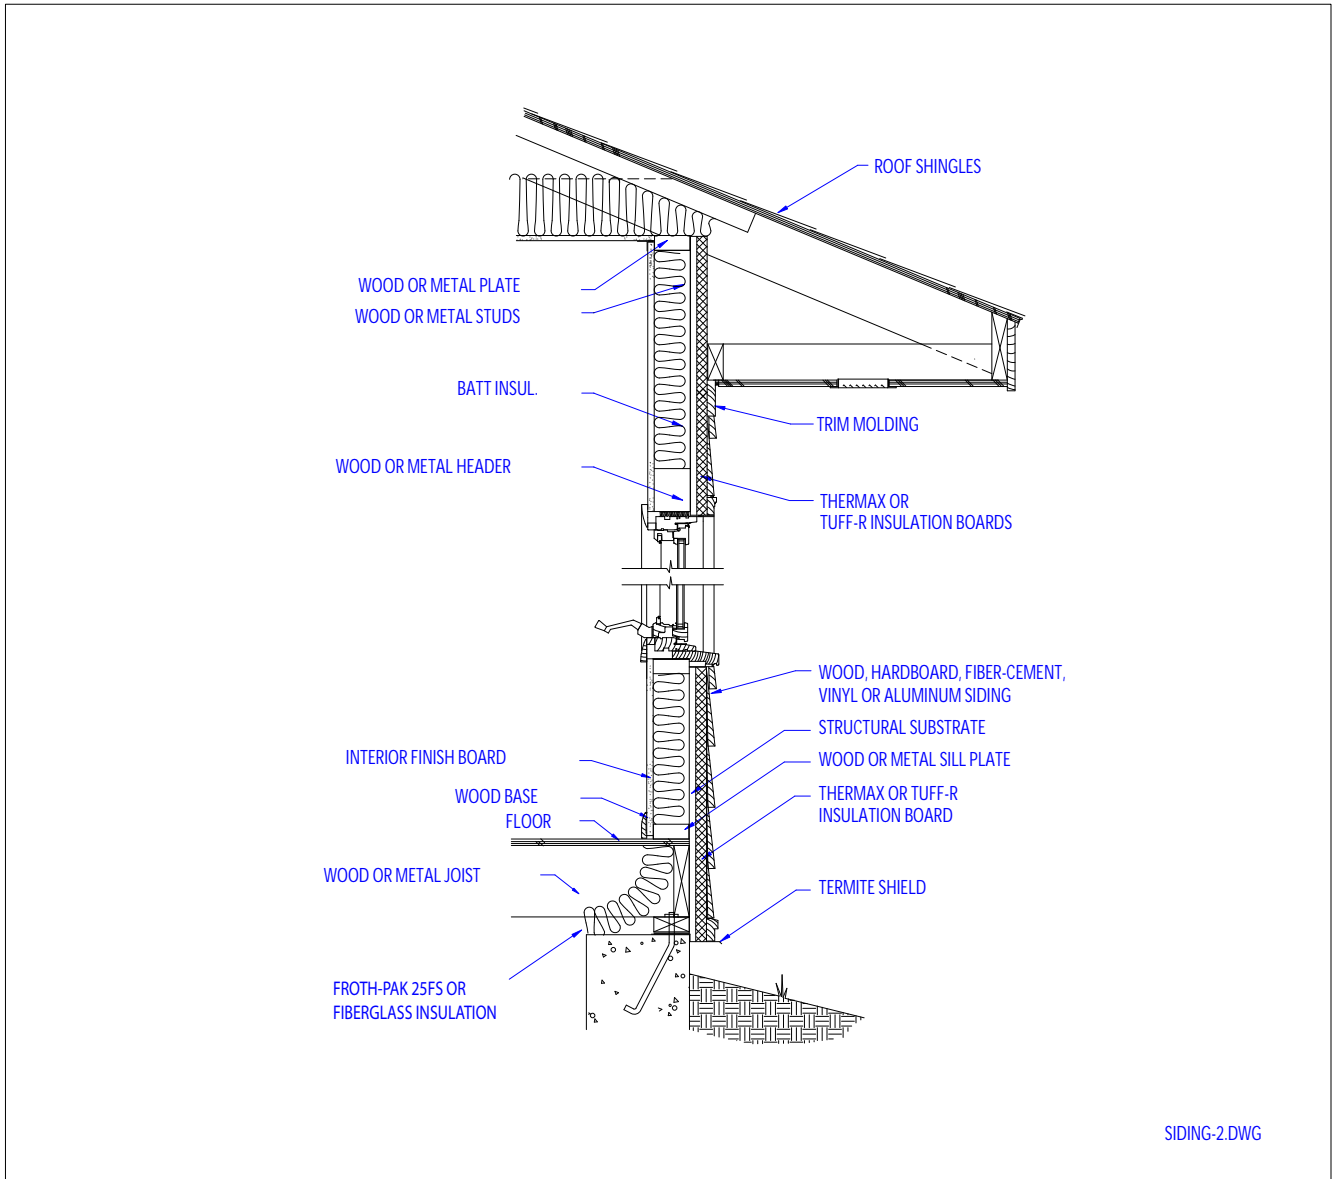 ROOF SHINGLES
WOOD OR METAL PLATE
WOOD OR METAL STUDS
BATT INSUL.
TRIM MOLDING
WOOD OR METAL HEADER
THERMAX OR
TUFF-R INSULATION BOARDS
WOOD, HARDBOARD, FIBER-CEMENT,
VINYL OR ALUMINUM SIDING
STRUCTURAL SUBSTRATE
INTERIOR FINISH BOARD
WOOD OR METAL SILL PLATE
WOOD BASE
THERMAX OR TUFF-R
INSULATION BOARD
FLOOR
WOOD OR METAL JOIST
TERMITE SHIELD
FROTH-PAK 25FS OR
FIBERGLASS INSULATION
SIDING-2.DWG